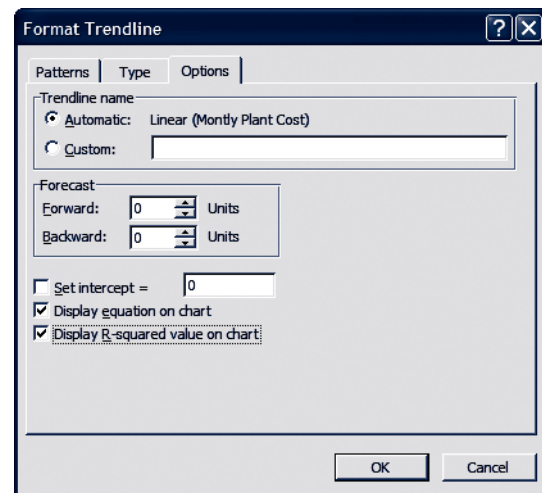 Format Trendline
Patterns Type Options
Trendline name
Automatic: Linear (Montly Plant Cost)
Custom:
Forecast
Forward: 0 Units
Backward: 0 Units
Set intercept = 0
Display equation on chart
Display R-squared value on chart
OK Cancel